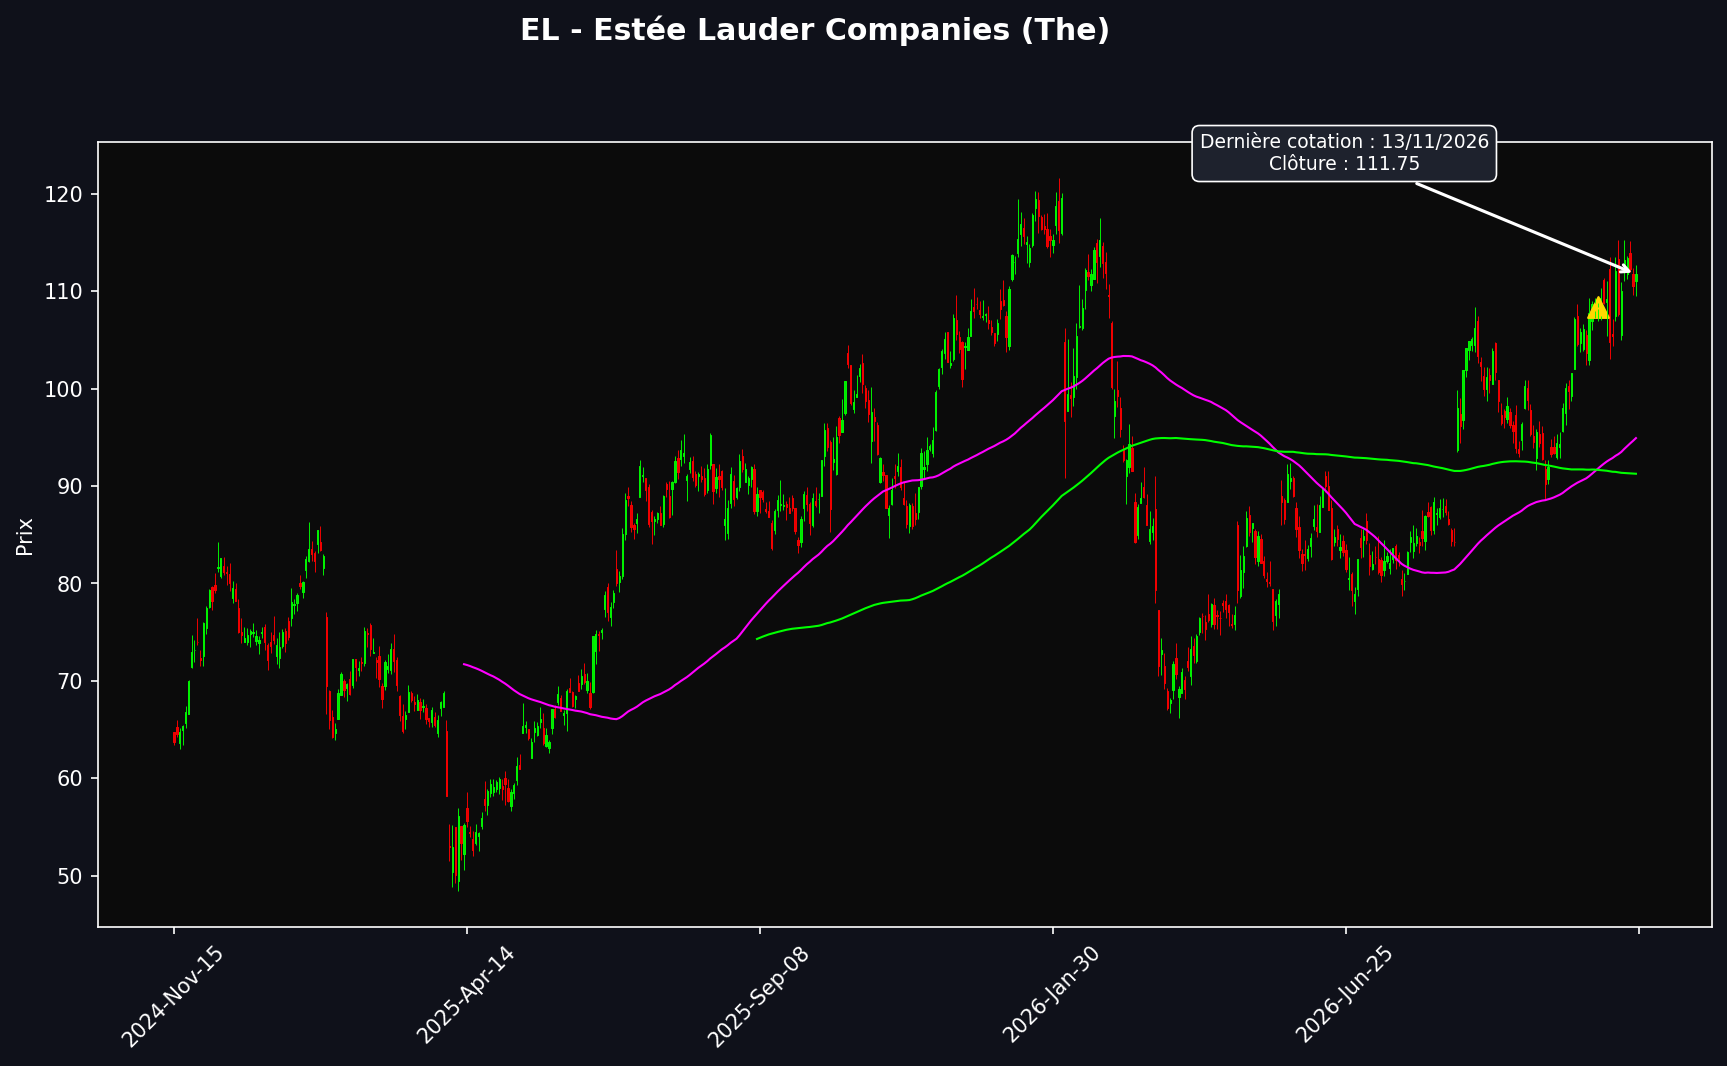 EL - Estée Lauder Companies (The)
Dernière cotation : 13/11/2026
Clôture : 111.75
Prix
120
110
100
90
80
70
60
50
2024-Nov-15
2025-Apr-14
2025-Sep-08
2026-Jan-30
2026-Jun-25